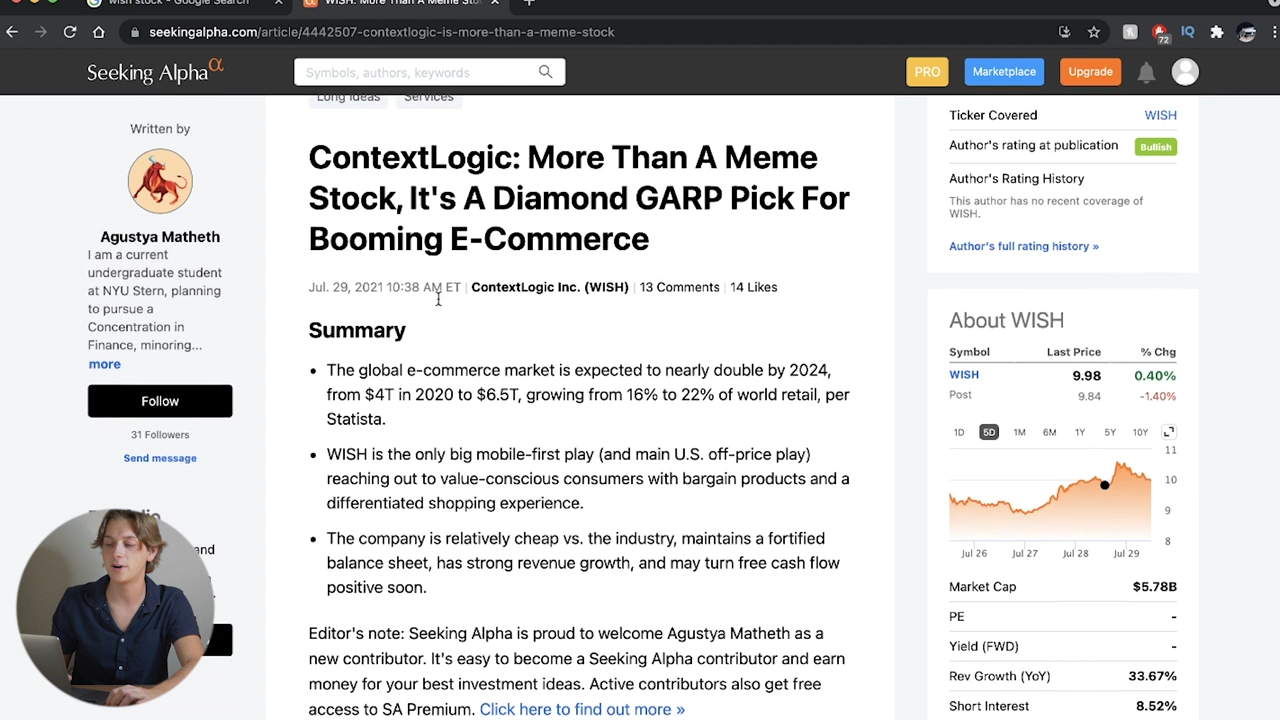 wish stock - Google Search
WISH: More Than A Meme Sto
seekingalpha.com/article/4442507-contextlogic-is-more-than-a-meme-stock
72
IQ
Seeking Alpha α
Symbols, authors, keywords
PRO
Marketplace
Upgrade
Written by
Agustya Matheth
I am a current
undergraduate student
at NYU Stern, planning
to pursue a
Concentration in
Finance, minoring...
more
Follow
31 Followers
Send message
and
Long Ideas
Services
ContextLogic: More Than A Meme
Stock, It's A Diamond GARP Pick For
Booming E-Commerce
Jul. 29, 2021 10:38 AM ET | ContextLogic Inc. (WISH) | 13 Comments | 14 Likes
Summary
• The global e-commerce market is expected to nearly double by 2024,
from $4T in 2020 to $6.5T, growing from 16% to 22% of world retail, per
Statista.
• WISH is the only big mobile-first play (and main U.S. off-price play)
reaching out to value-conscious consumers with bargain products and a
differentiated shopping experience.
• The company is relatively cheap vs. the industry, maintains a fortified
balance sheet, has strong revenue growth, and may turn free cash flow
positive soon.
Editor's note: Seeking Alpha is proud to welcome Agustya Matheth as a
new contributor. It's easy to become a Seeking Alpha contributor and earn
money for your best investment ideas. Active contributors also get free
access to SA Premium. Click here to find out more »
Ticker Covered WISH
Author's rating at publication Bullish
Author's Rating History
This author has no recent coverage of
WISH.
Author's full rating history »
About WISH
Symbol Last Price % Chg
WISH 9.98 0.40%
Post 9.84 -1.40%
1D 5D 1M 6M 1Y 5Y 10Y
11
10
9
8
Jul 26 Jul 27 Jul 28 Jul 29
Market Cap $5.78B
PE -
Yield (FWD) -
Rev Growth (YoY) 33.67%
Short Interest 8.52%